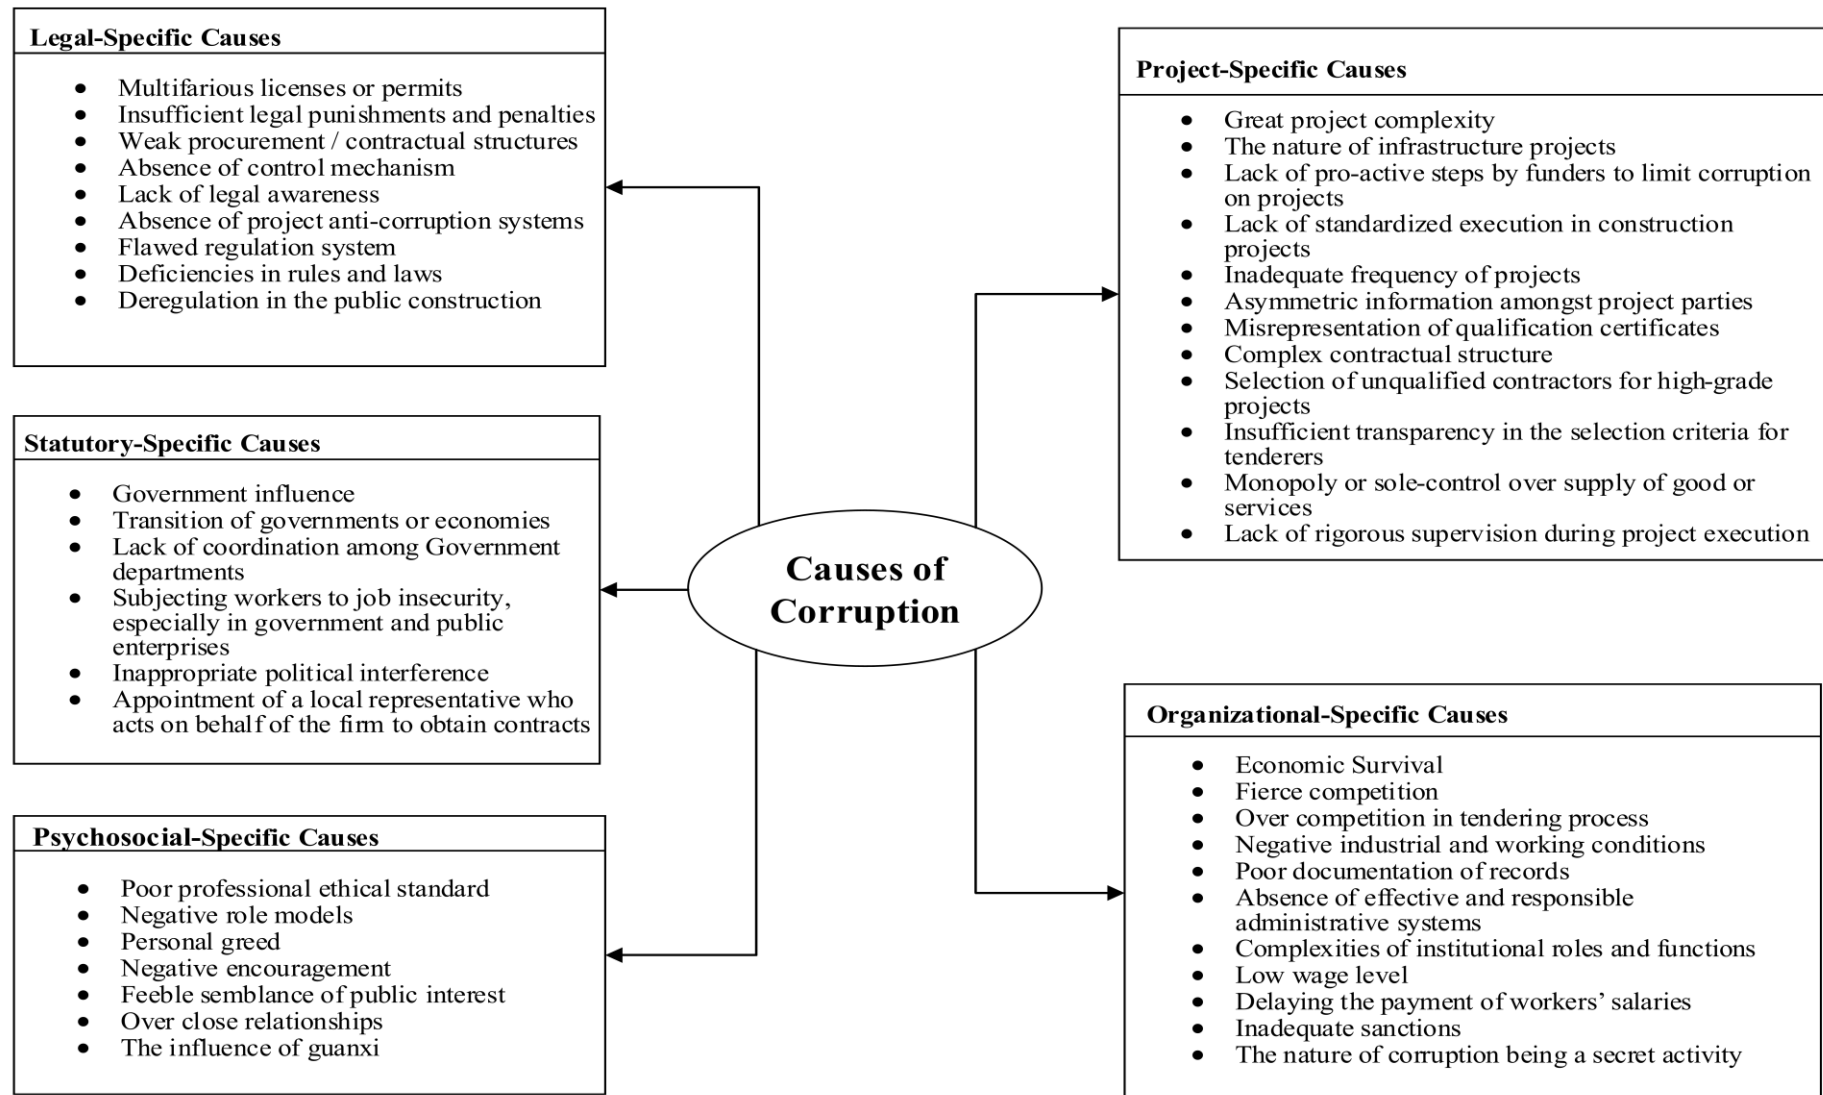 Legal-Specific Causes
• Multifarious licenses or permits
• Insufficient legal punishments and penalties
• Weak procurement / contractual structures
• Absence of control mechanism
• Lack of legal awareness
• Absence of project anti-corruption systems
• Flawed regulation system
• Deficiencies in rules and laws
• Deregulation in the public construction
Statutory-Specific Causes
• Government influence
• Transition of governments or economies
• Lack of coordination among Government
departments
• Subjecting workers to job insecurity,
especially in government and public
enterprises
• Inappropriate political interference
• Appointment of a local representative who
acts on behalf of the firm to obtain contracts
Psychosocial-Specific Causes
• Poor professional ethical standard
• Negative role models
• Personal greed
• Negative encouragement
• Feeble semblance of public interest
• Over close relationships
• The influence of guanxi
Causes of
Corruption
Project-Specific Causes
• Great project complexity
• The nature of infrastructure projects
• Lack of pro-active steps by funders to limit corruption
on projects
• Lack of standardized execution in construction
projects
• Inadequate frequency of projects
• Asymmetric information amongst project parties
• Misrepresentation of qualification certificates
• Complex contractual structure
• Selection of unqualified contractors for high-grade
projects
• Insufficient transparency in the selection criteria for
tenderers
• Monopoly or sole-control over supply of good or
services
• Lack of rigorous supervision during project execution
Organizational-Specific Causes
• Economic Survival
• Fierce competition
• Over competition in tendering process
• Negative industrial and working conditions
• Poor documentation of records
• Absence of effective and responsible
administrative systems
• Complexities of institutional roles and functions
• Low wage level
• Delaying the payment of workers’ salaries
• Inadequate sanctions
• The nature of corruption being a secret activity